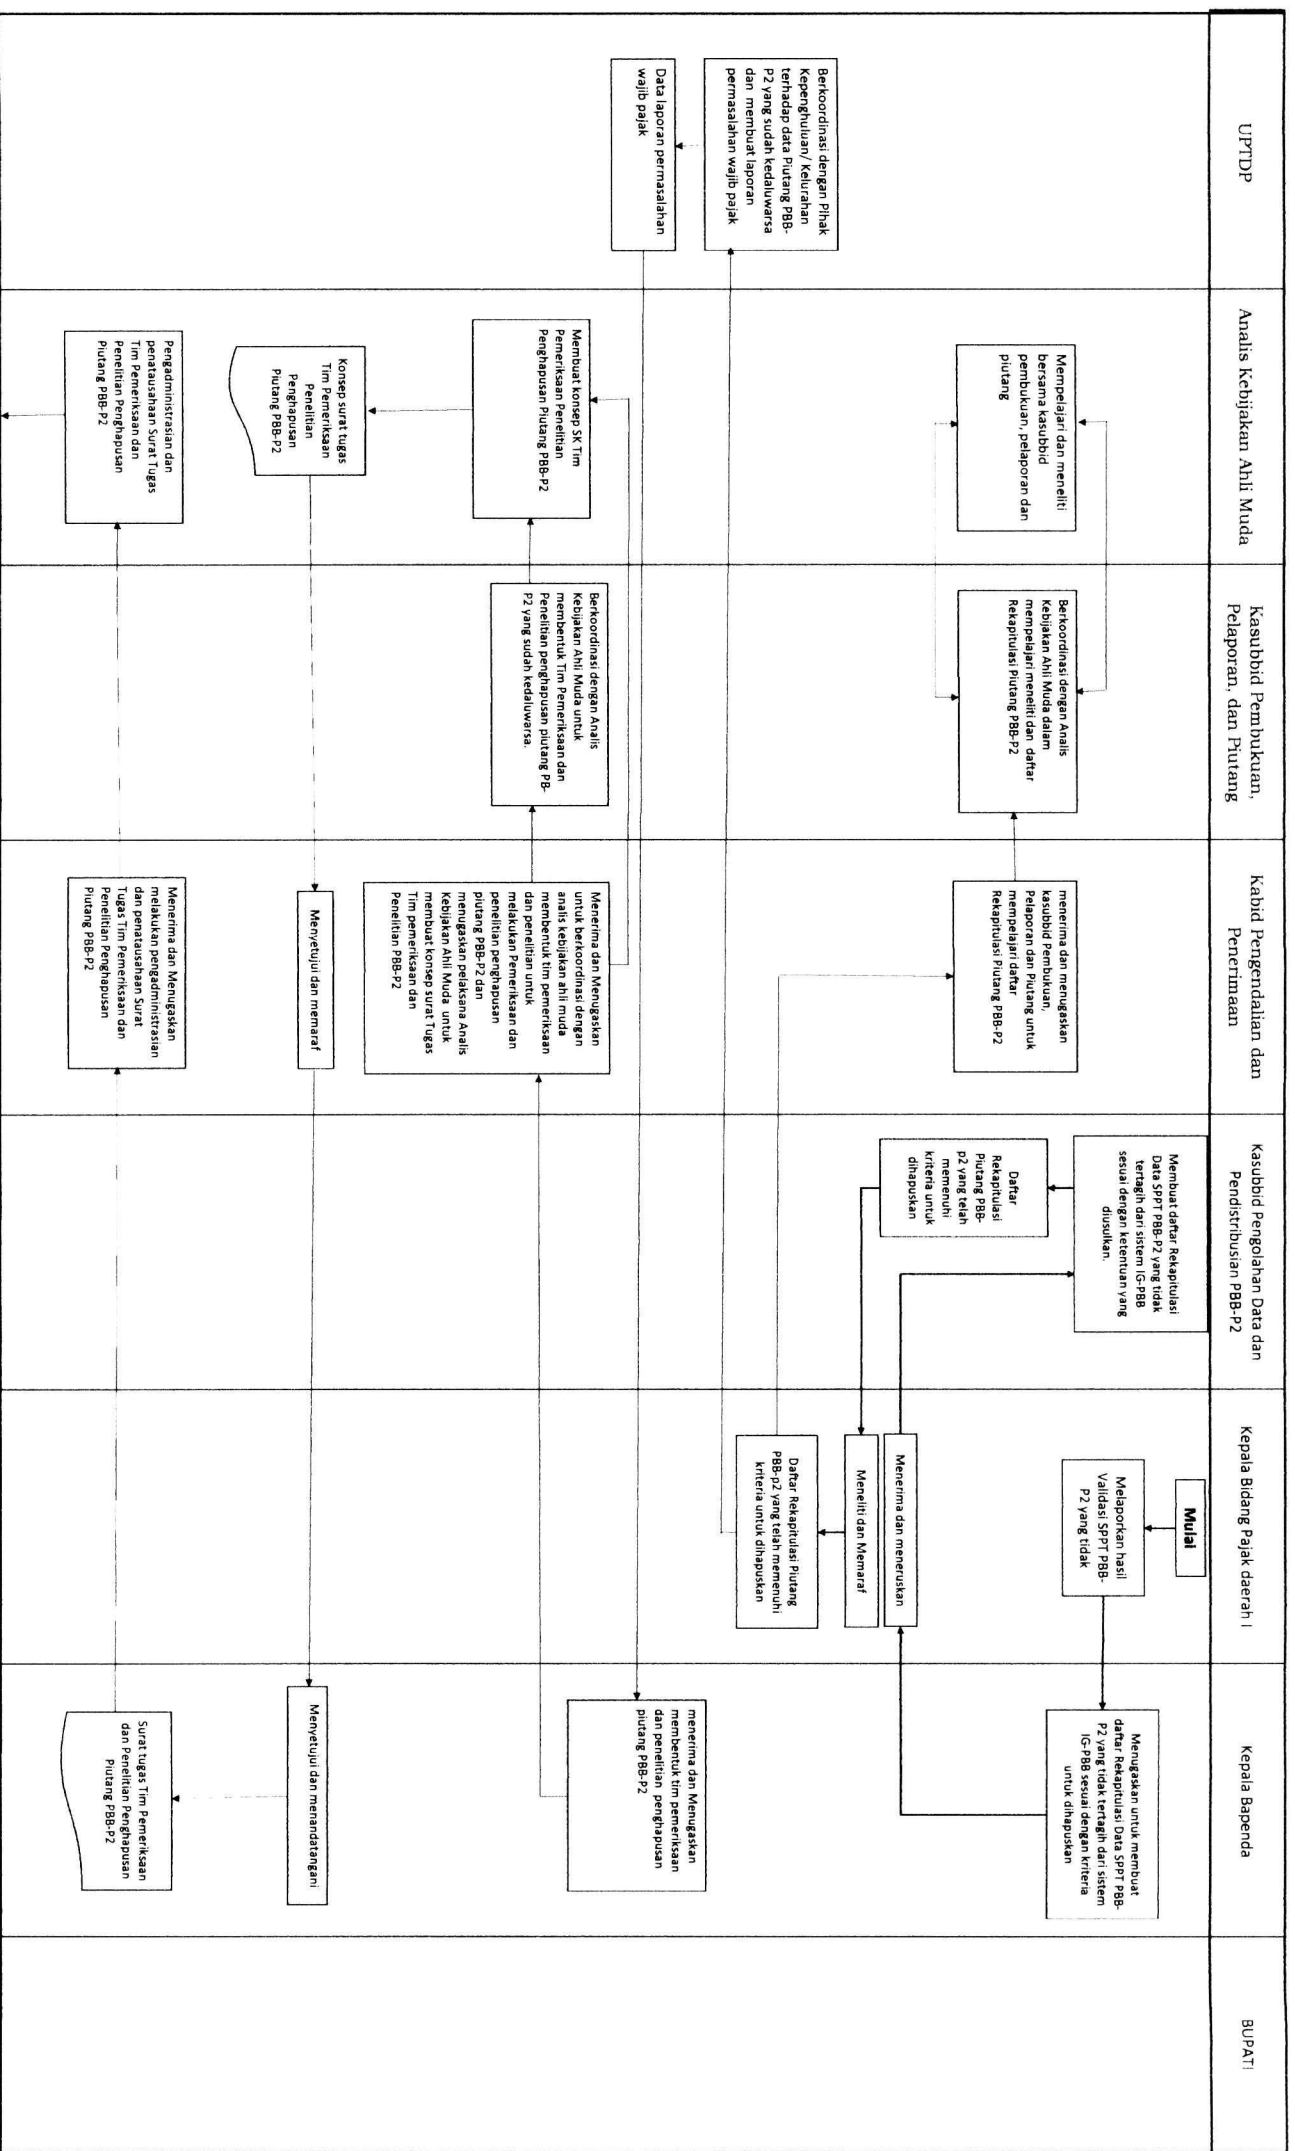 UPTDP
Analis Kebijakan Ahli Muda
Kasubbid Pembukuan,
Pelaporan, dan Piutang
Kabid Pengendalian dan
Penerimaan
Kasubbid Pengolahan Data dan
Pendistribusian PBB-P2
Kepala Bidang Pajak daerah I
Kepala Bapenda
BUPATI
Mulai
Melaporkan hasil
Validasi SPPT PBB-
P2 yang tidak
Menugaskan untuk membuat
daftar Rekapitulasi Data SPPT PBB-
P2 yang tidak tertagih dari sistem
IG-PBB sesuai dengan kriteria
untuk dihapuskan
Menerima dan meneruskan
Membuat daftar Rekapitulasi
Data SPPT PBB-P2 yang tidak
tertagih dari sistem IG-PBB
sesuai dengan ketentuan yang
diusulkan.
Daftar
Rekapitulasi
Piutang PBB-
p2 yang telah
memenuhi
kriteria untuk
dihapuskan
Meneliti dan Memaraf
Daftar Rekapitulasi Piutang
PBB-p2 yang telah memenuhi
kriteria untuk dihapuskan
menerima dan menugaskan
kasubbid Pembukuan,
Pelaporan dan Piutang untuk
mempelajari daftar
Rekapitulasi Piutang PBB-P2
Berkoordinasi dengan Analis
Kebijakan Ahli Muda dalam
mempelajari meneliti dan  daftar
Rekapitulasi Piutang PBB-P2
Mempelajari dan meneliti
bersama kasubbid
pembukuan, pelaporan dan
piutang
Berkoordinasi dengan Pihak
Kepenghuluan/ Kelurahan
terhadap data Piutang PBB-
P2 yang sudah kedaluwarsa
dan  membuat laporan
permasalahan wajib pajak
Data laporan permasalahan
wajib pajak
menerima dan Menugaskan
membentuk tim pemeriksaan
dan penelitian  penghapusan
piutang PBB-P2
Menerima dan Menugaskan
untuk berkoordinasi dengan
analis kebijakan ahli muda
membentuk tim pemeriksaan
dan penelitian untuk
melakukan Pemeriksaan dan
penelitian penghapusan
piutang PBB-P2 dan
menugaskan pelaksana Analis
Kebijakan Ahli Muda  untuk
membuat konsep surat Tugas
Tim pemeriksaan dan
Penelitian PBB-P2
Berkoordinasi dengan Analis
Kebijakan Ahli Muda untuk
membentuk Tim Pemeriksaan dan
Penelitian penghapusan piutang PB-
P2 yang sudah kedaluwarsa.
Membuat konsep SK Tim
Pemeriksaan Penelitian
Penghapusan Piutang PBB-P2
Konsep surat tugas
Tim Pemeriksaan
Penelitian
Penghapusan
Piutang PBB-P2
Menyetujui dan memaraf
Menyetujui dan menandatangani
Surat tugas Tim Pemeriksaan
dan Penelitian Penghapusan
Piutang PBB-P2
Menerima dan Menugaskan
melakukan pengadministrasian
dan penatausahaan Surat
Tugas Tim Pemeriksaan dan
Penelitian Penghapusan
Piutang PBB-P2
Pengadministrasian dan
penatausahaan Surat Tugas
Tim Pemeriksaan dan
Penelitian Penghapusan
Piutang PBB-P2